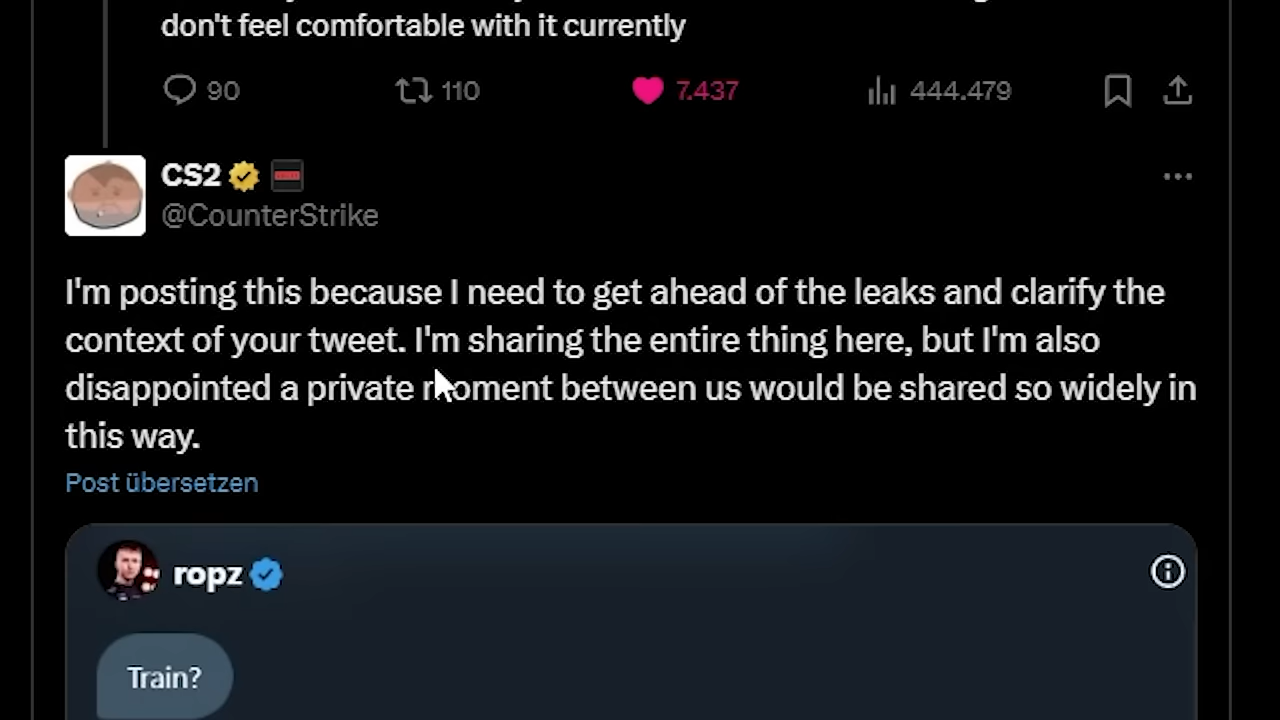 don't feel comfortable with it currently
90 110 7.437 444.479
CS2
@CounterStrike
I'm posting this because I need to get ahead of the leaks and clarify the
context of your tweet. I'm sharing the entire thing here, but I'm also
disappointed a private moment between us would be shared so widely in
this way.
Post übersetzen
ropz
Train?